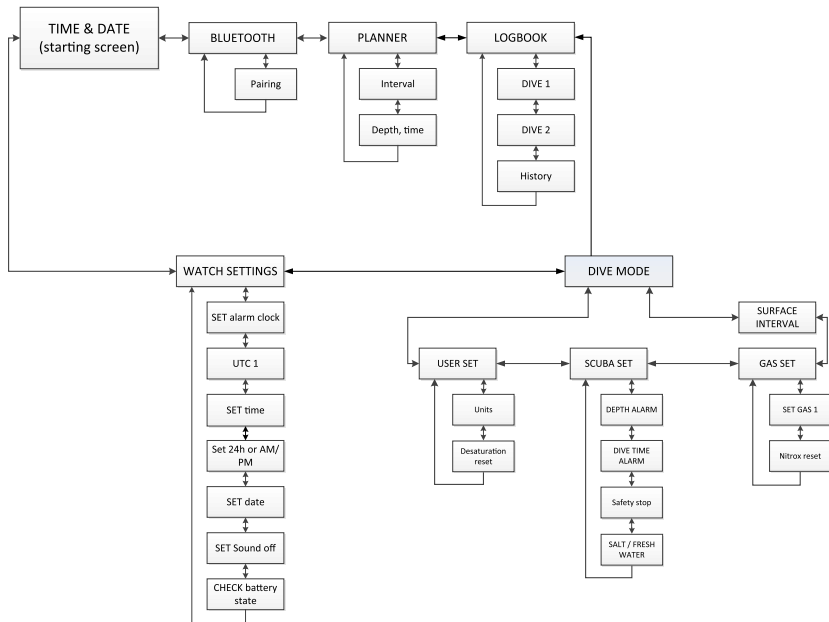 TIME & DATE
(starting screen)
BLUETOOTH
PLANNER
LOGBOOK
Pairing
Interval
DIVE 1
Depth, time
DIVE 2
History
WATCH SETTINGS
DIVE MODE
SET alarm clock
SURFACE
INTERVAL
UTC 1
USER SET
SCUBA SET
GAS SET
SET time
Units
DEPTH ALARM
SET GAS 1
Set 24h or AM/
PM
Desaturation
reset
DIVE TIME
ALARM
Nitrox reset
SET date
Safety stop
SET Sound off
SALT / FRESH
WATER
CHECK battery
state